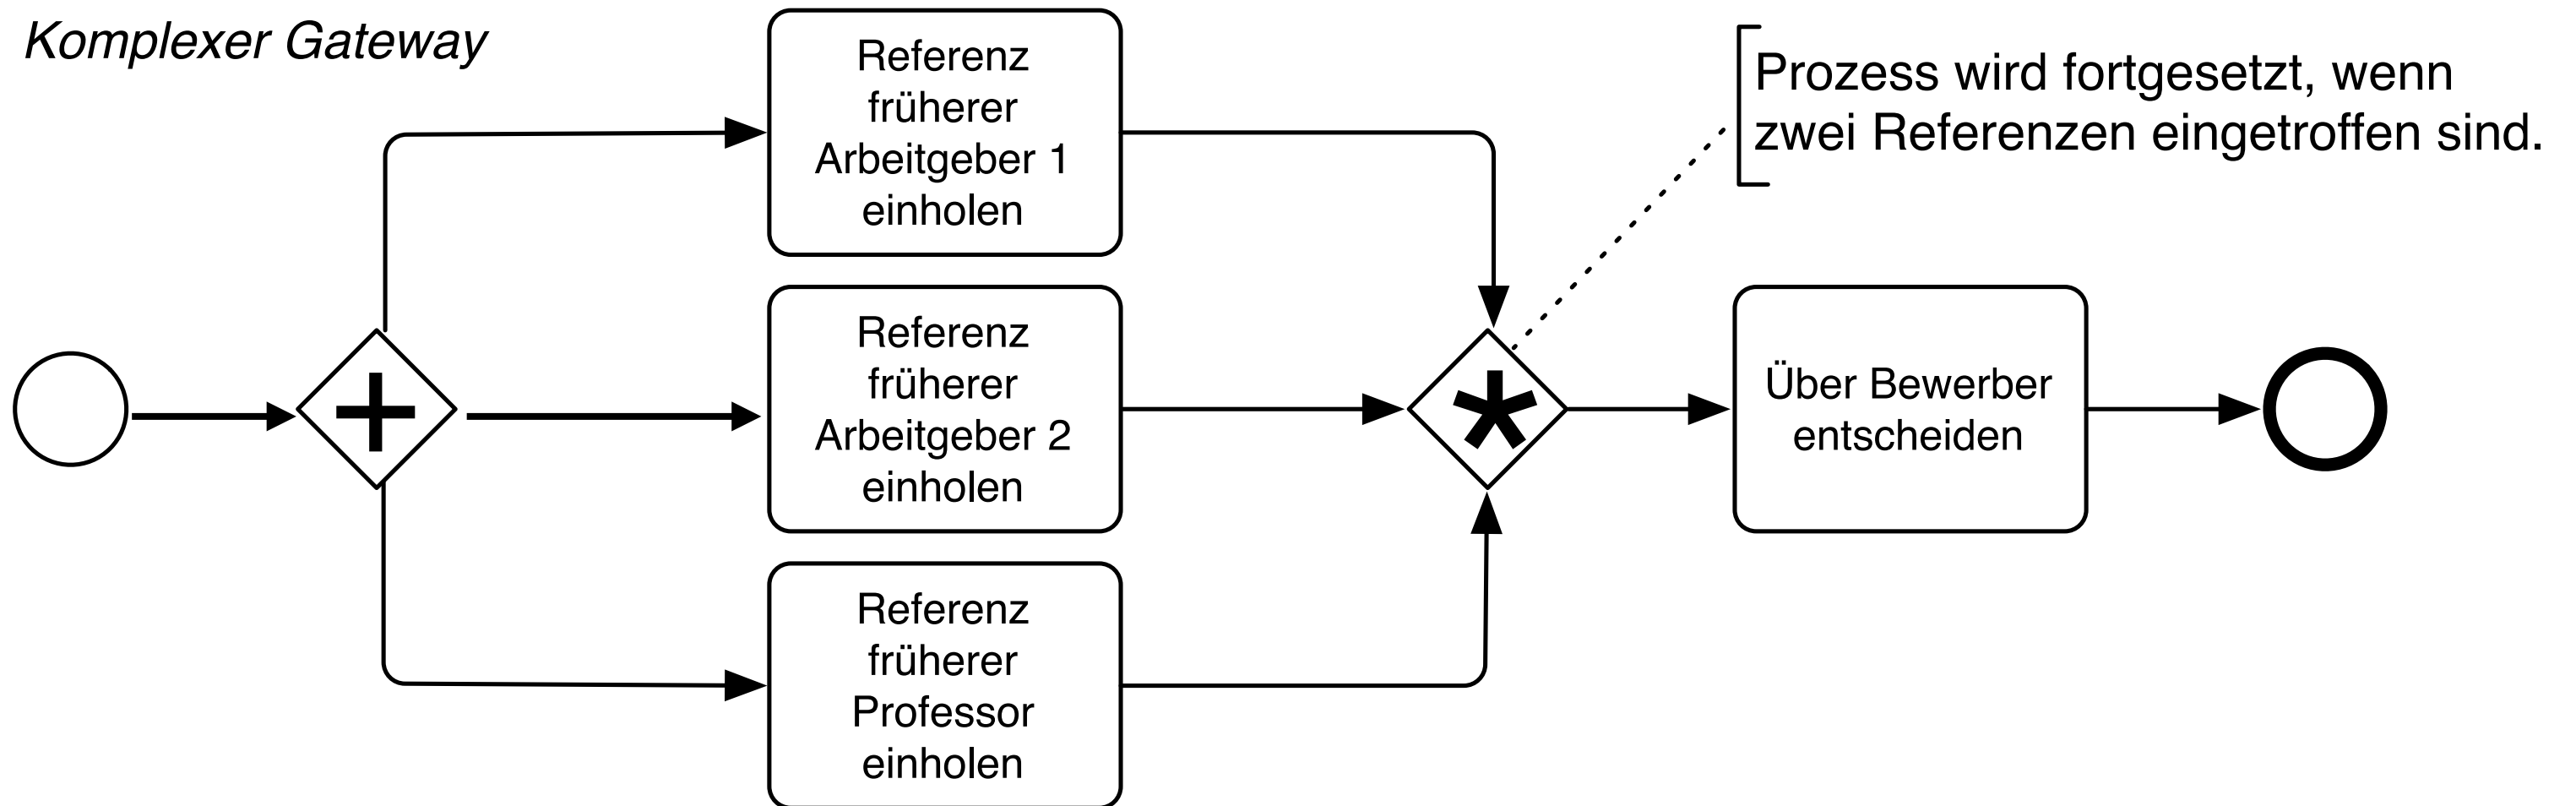 Komplexer Gateway
Referenz
früherer
Arbeitgeber 1
einholen
Prozess wird fortgesetzt, wenn
zwei Referenzen eingetroffen sind.
Referenz
früherer
Arbeitgeber 2
einholen
Über Bewerber
entscheiden
Referenz
früherer
Professor
einholen